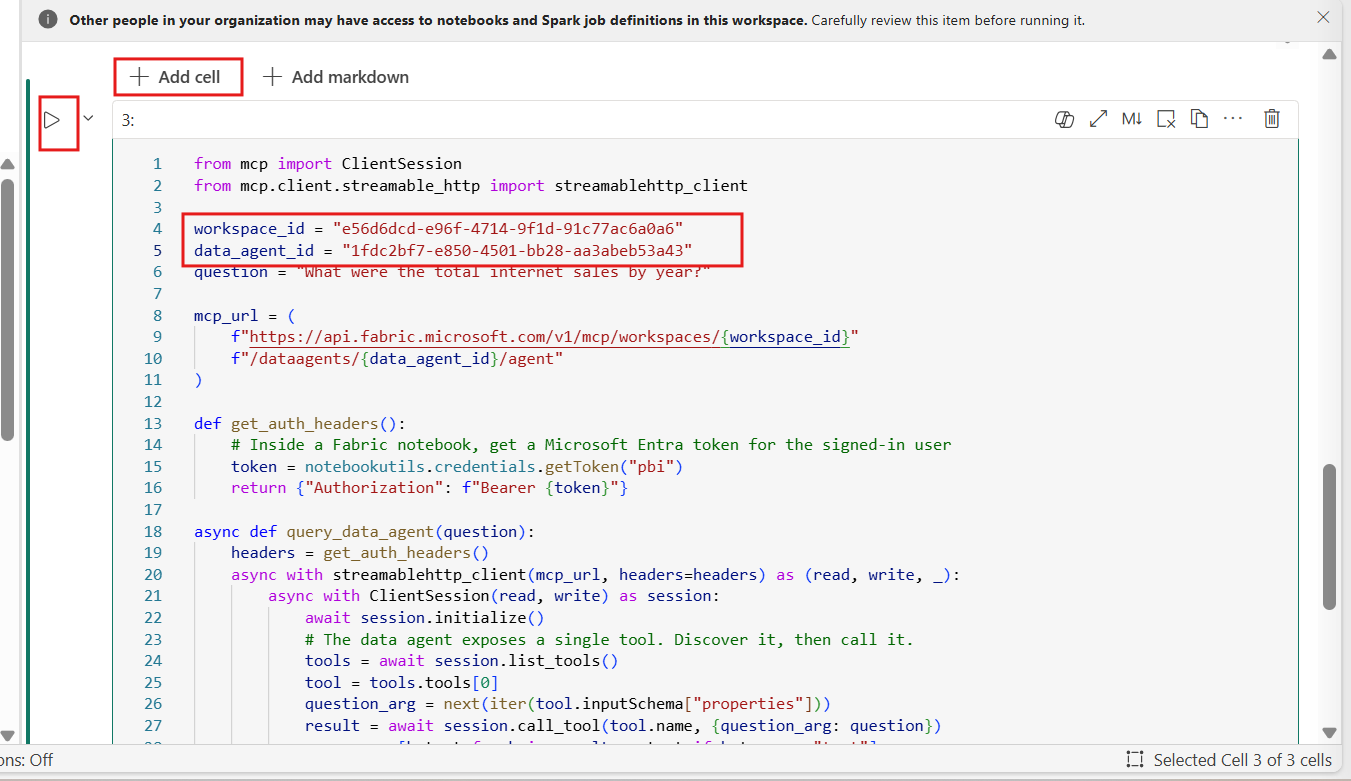 Other people in your organization may have access to notebooks and Spark job definitions in this workspace. Carefully review this item before running it.
Add cell Add markdown
3: M↓ ...
1 from mcp import ClientSession
2 from mcp.client.streamable_http import streamablehttp_client
3
4 workspace_id = "e56d6dcd-e96f-4714-9f1d-91c77ac6a0a6"
5 data_agent_id = "1fdc2bf7-e850-4501-bb28-aa3abeb53a43"
6 question = "What were the total internet sales by year?"
7
8 mcp_url = (
9 f"https://api.fabric.microsoft.com/v1/mcp/workspaces/{workspace_id}"
10 f"/dataagents/{data_agent_id}/agent"
11 )
12
13 def get_auth_headers():
14 # Inside a Fabric notebook, get a Microsoft Entra token for the signed-in user
15 token = notebookutils.credentials.getToken("pbi")
16 return {"Authorization": f"Bearer {token}"}
17
18 async def query_data_agent(question):
19 headers = get_auth_headers()
20 async with streamablehttp_client(mcp_url, headers=headers) as (read, write, _):
21 async with ClientSession(read, write) as session:
22 await session.initialize()
23 # The data agent exposes a single tool. Discover it, then call it.
24 tools = await session.list_tools()
25 tool = tools.tools[0]
26 question_arg = next(iter(tool.inputSchema["properties"]))
27 result = await session.call_tool(tool.name, {question_arg: question})
ons: Off
Selected Cell 3 of 3 cells